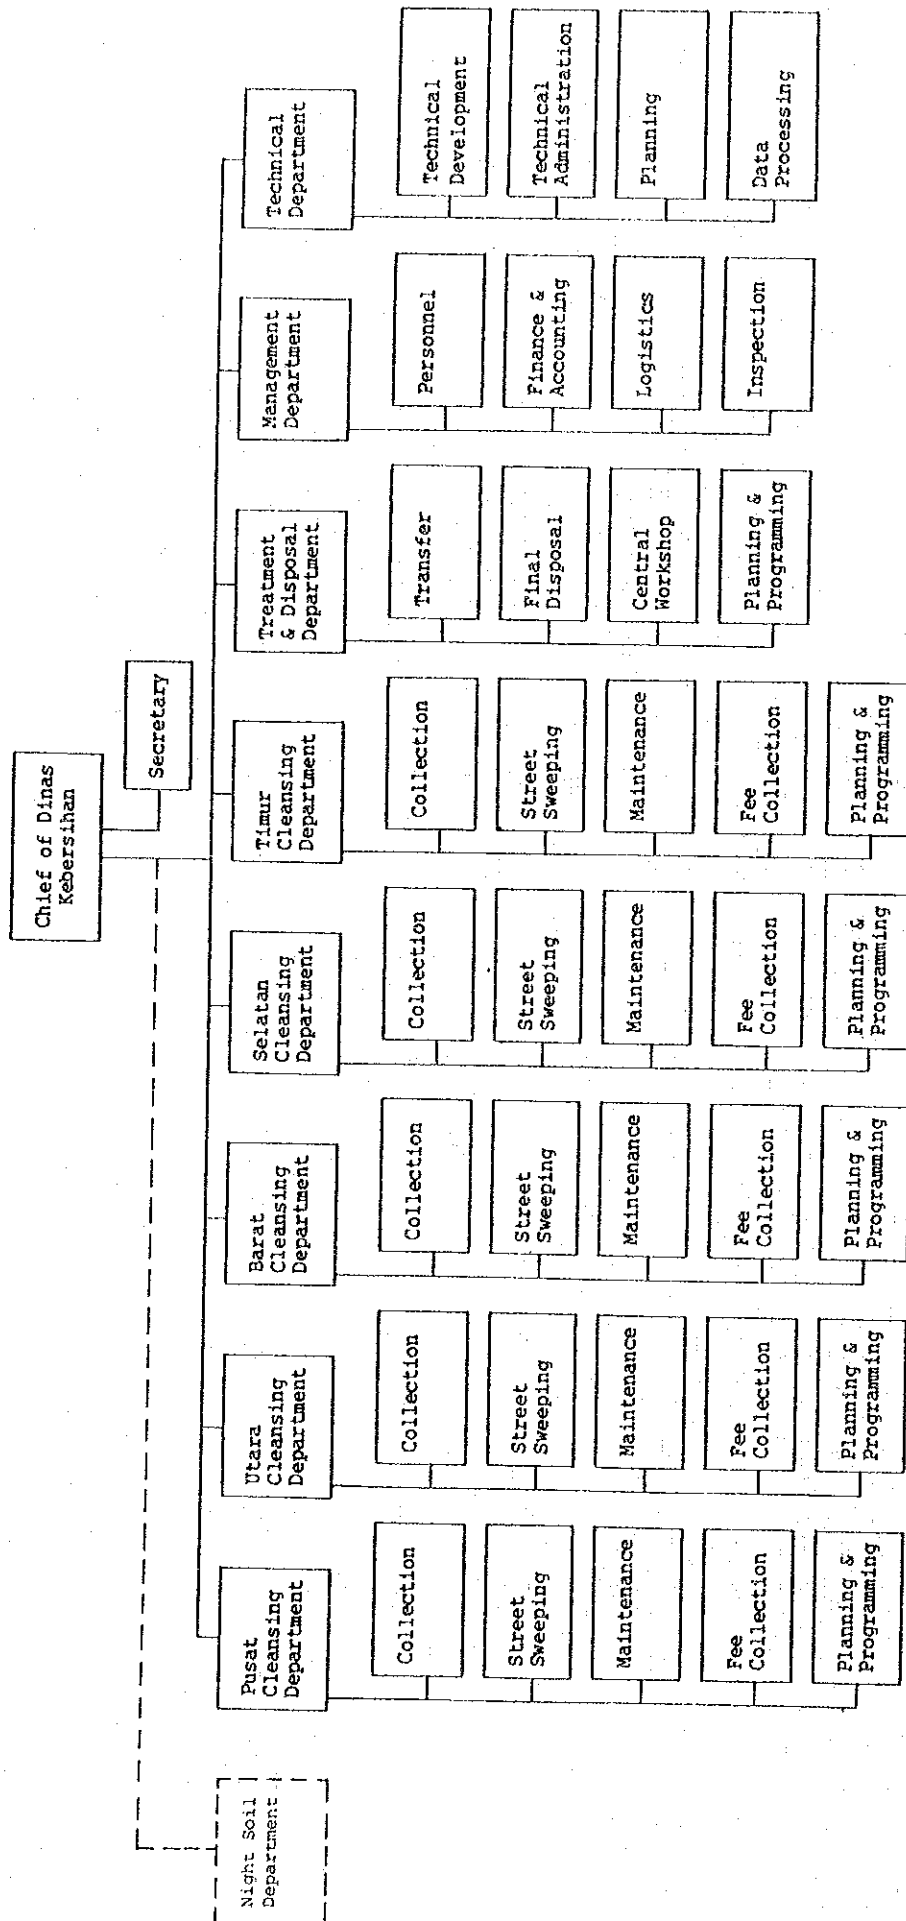 Chief of Dinas
Kebersihan
Secretary
Night Soil
Department
Pusat
Cleansing
Department
Collection
Street
Sweeping
Maintenance
Fee
Collection
Planning &
Programming
Utara
Cleansing
Department
Collection
Street
Sweeping
Maintenance
Fee
Collection
Planning &
Programming
Barat
Cleansing
Department
Collection
Street
Sweeping
Maintenance
Fee
Collection
Planning &
Programming
Selatan
Cleansing
Department
Collection
Street
Sweeping
Maintenance
Fee
Collection
Planning &
Programming
Timur
Cleansing
Department
Collection
Street
Sweeping
Maintenance
Fee
Collection
Planning &
Programming
Treatment
& Disposal
Department
Transfer
Final
Disposal
Central
Workshop
Planning &
Programming
Management
Department
Personnel
Finance &
Accounting
Logistics
Inspection
Technical
Department
Technical
Development
Technical
Administration
Planning
Data
Processing